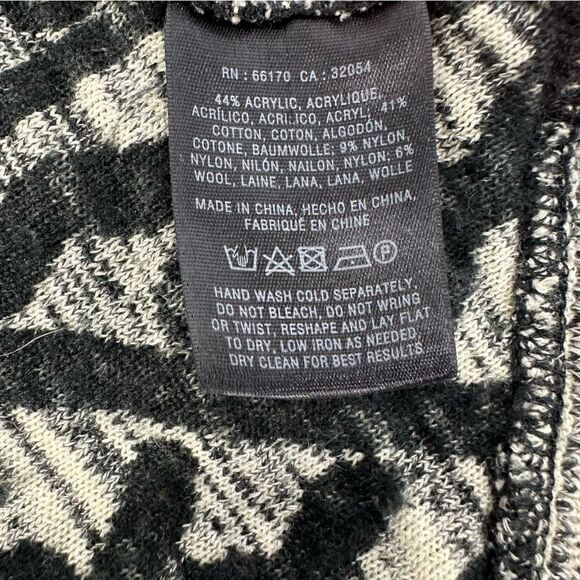 RN : 66170 CA : 32054
44% ACRYLIC, ACRYLIQUE,
ACRÍLICO, ACRILICO, ACRYL; 41%
COTTON, COTON, ALGODÓN,
COTONE, BAUMWOLLE; 9% NYLON,
NYLON, NILÓN, NAILON, NYLON; 6%
WOOL, LAINE, LANA, LANA, WOLLE
MADE IN CHINA, HECHO EN CHINA,
FABRIQUÉ EN CHINE
P
HAND WASH COLD SEPARATELY,
DO NOT BLEACH, DO NOT WRING
OR TWIST, RESHAPE AND LAY FLAT
TO DRY, LOW IRON AS NEEDED,
DRY CLEAN FOR BEST RESULTS.